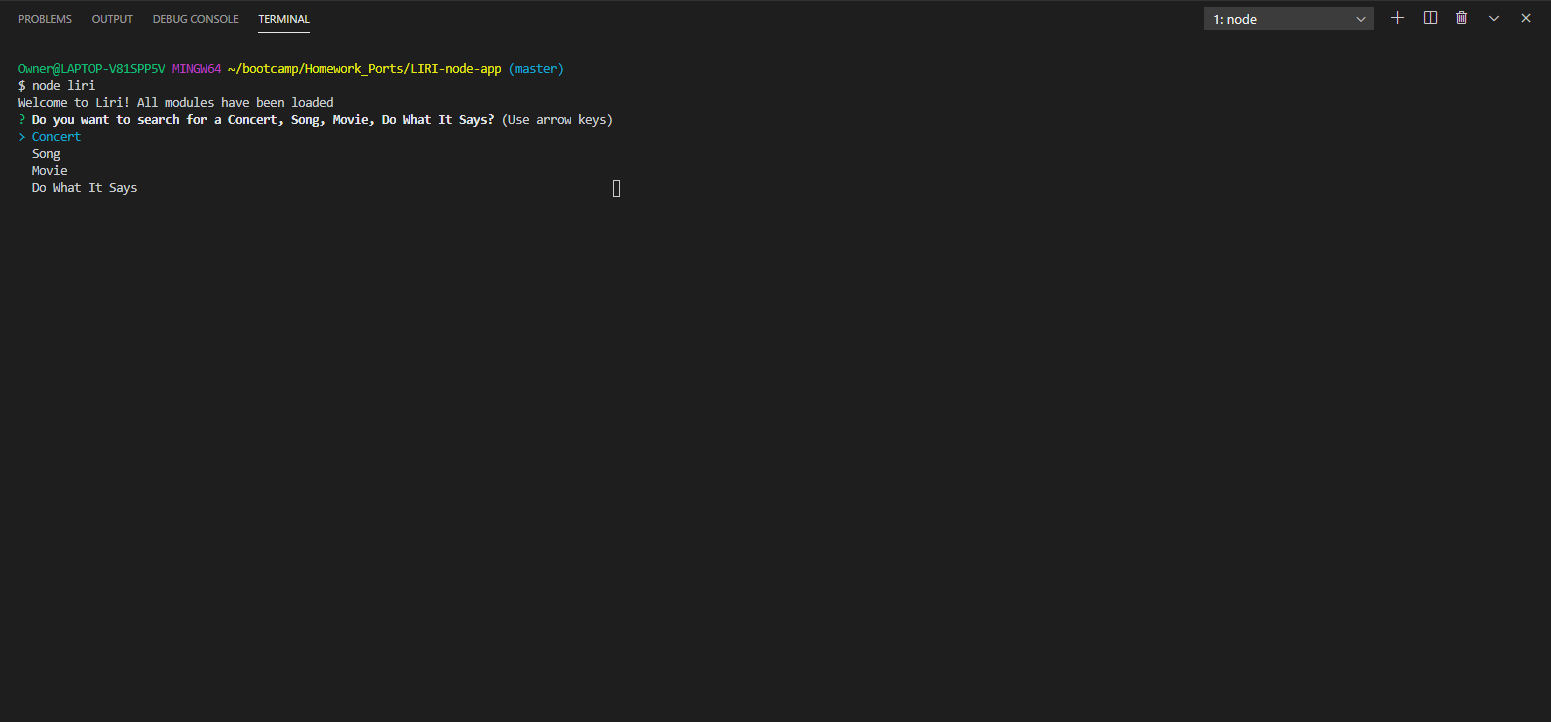 PROBLEMS OUTPUT DEBUG CONSOLE TERMINAL 1: node
Owner@LAPTOP-V81SPP5V MINGW64 ~/bootcamp/Homework_Ports/LIRI-node-app (master)
$ node liri
Welcome to Liri! All modules have been loaded
? Do you want to search for a Concert, Song, Movie, Do What It Says? (Use arrow keys)
> Concert
Song
Movie
Do What It Says